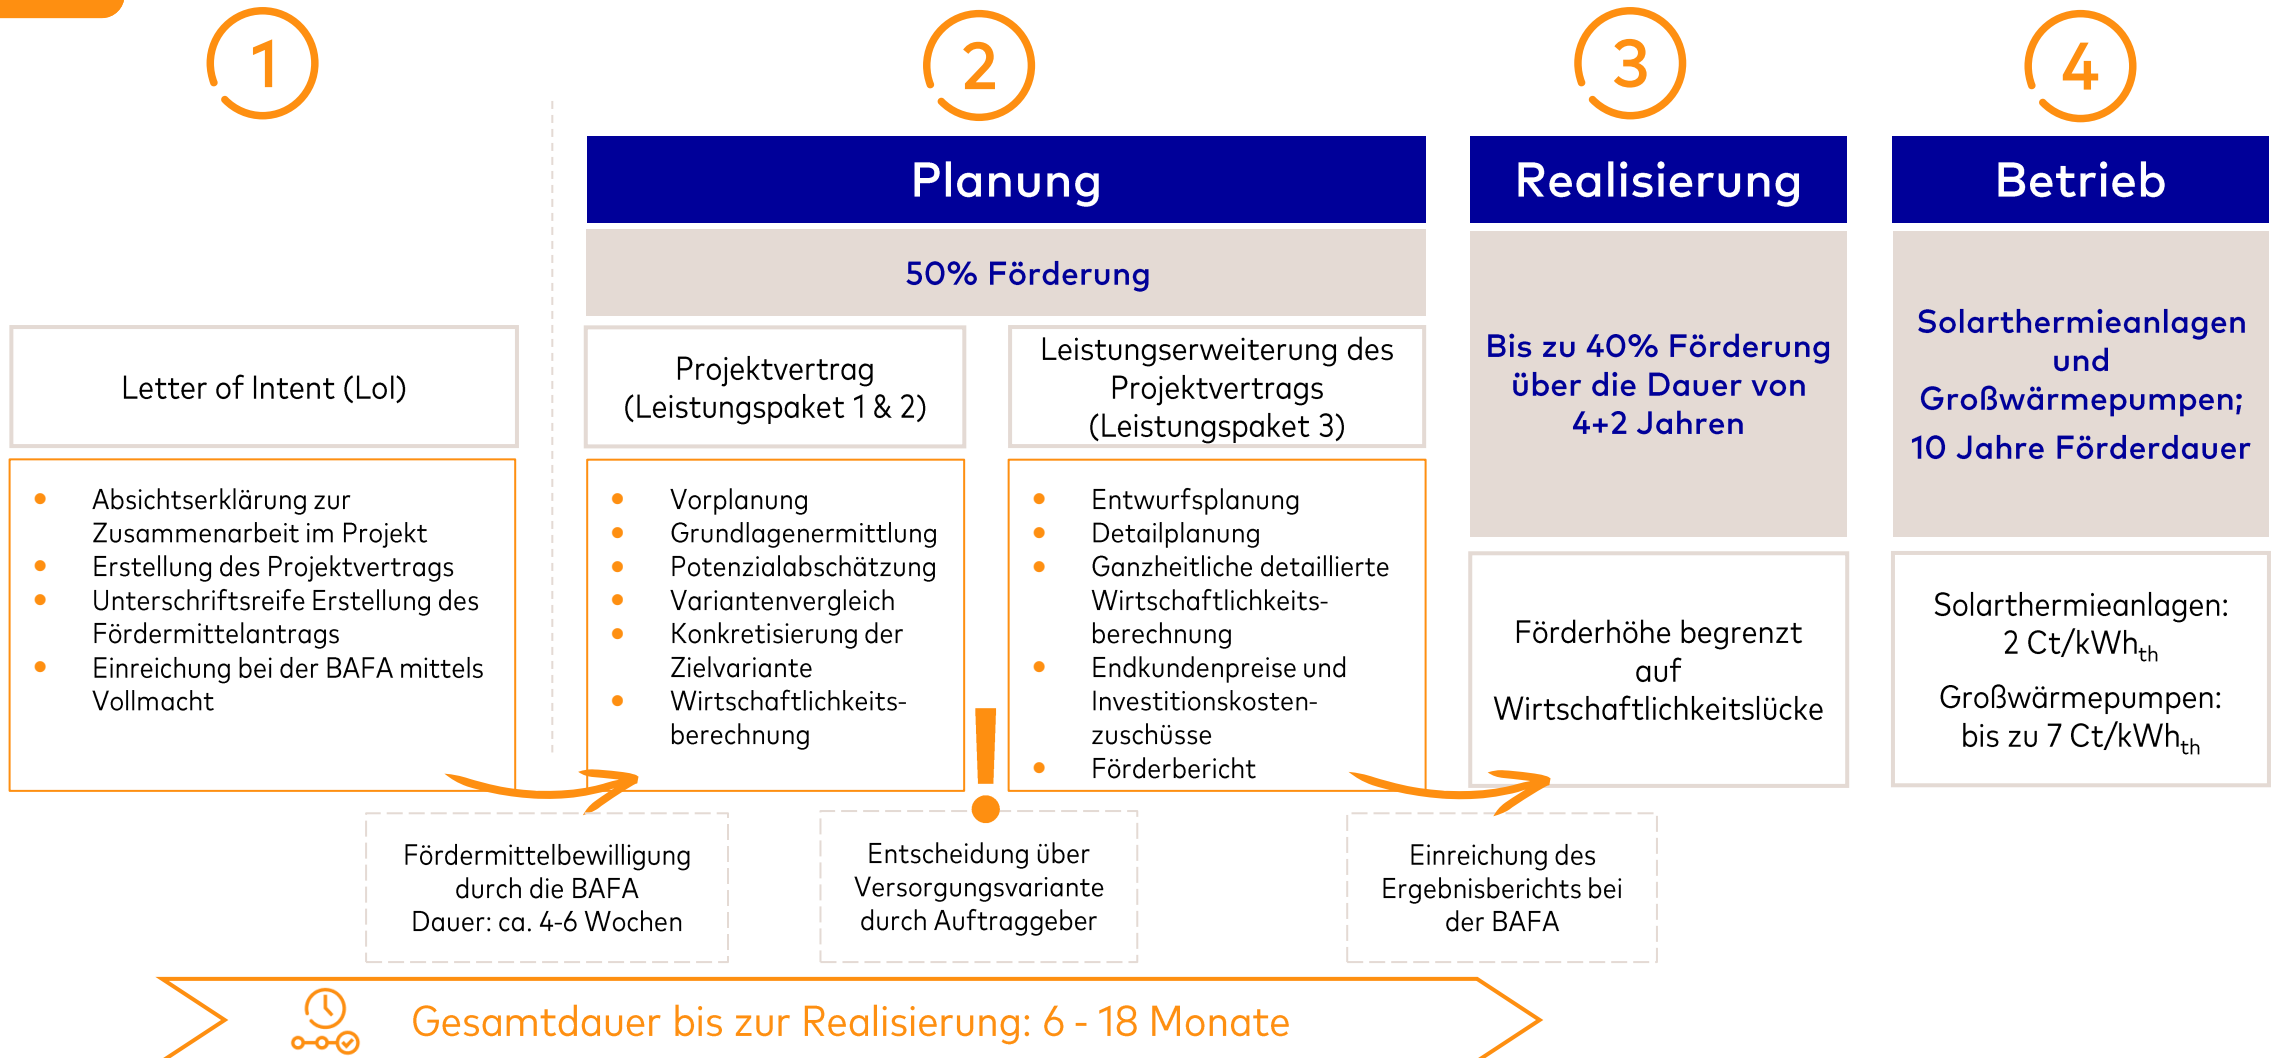 1
2
3
4
Planung
Realisierung
Betrieb
50% Förderung
Bis zu 40% Förderung
über die Dauer von
4+2 Jahren
Solarthermieanlagen
und
Großwärmepumpen;
10 Jahre Förderdauer
Letter of Intent (LoI)
Projektvertrag
(Leistungspaket 1 & 2)
Leistungserweiterung des
Projektvertrags
(Leistungspaket 3)
Absichtserklärung zur
Zusammenarbeit im Projekt
Erstellung des Projektvertrags
Unterschriftsreife Erstellung des
Fördermittelantrags
Einreichung bei der BAFA mittels
Vollmacht
Vorplanung
Grundlagenermittlung
Potenzialabschätzung
Variantenvergleich
Konkretisierung der
Zielvariante
Wirtschaftlichkeits-
berechnung
!
Entwurfsplanung
Detailplanung
Ganzheitliche detaillierte
Wirtschaftlichkeits-
berechnung
Endkundenpreise und
Investitionskosten-
zuschüsse
Förderbericht
Förderhöhe begrenzt
auf
Wirtschaftlichkeitslücke
Solarthermieanlagen:
2 Ct/kWhth
Großwärmepumpen:
bis zu 7 Ct/kWhth
Fördermittelbewilligung
durch die BAFA
Dauer: ca. 4-6 Wochen
Entscheidung über
Versorgungsvariante
durch Auftraggeber
Einreichung des
Ergebnisberichts bei
der BAFA
Gesamtdauer bis zur Realisierung: 6 - 18 Monate